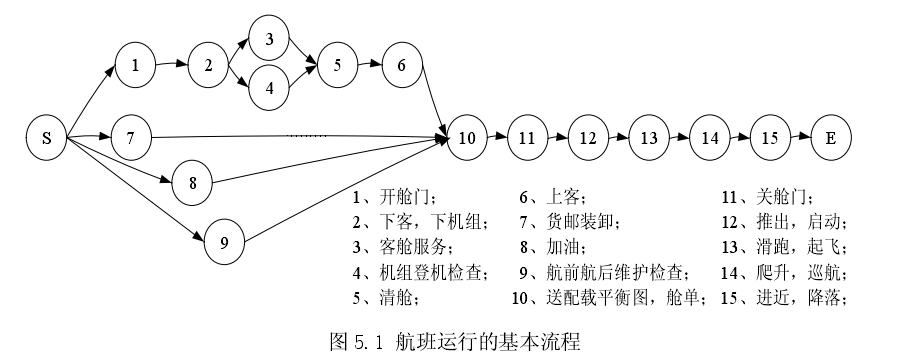 3
1
2
5
6
4
S
7
10
11
12
13
14
15
E
8
9
1、开舱门； 6、上客； 11、关舱门；
2、下客，下机组； 7、货邮装卸； 12、推出，启动；
3、客舱服务； 8、加油； 13、滑跑，起飞；
4、机组登机检查； 9、航前航后维护检查； 14、爬升，巡航；
5、清舱； 10、送配载平衡图，舱单； 15、进近，降落；
图 5.1 航班运行的基本流程